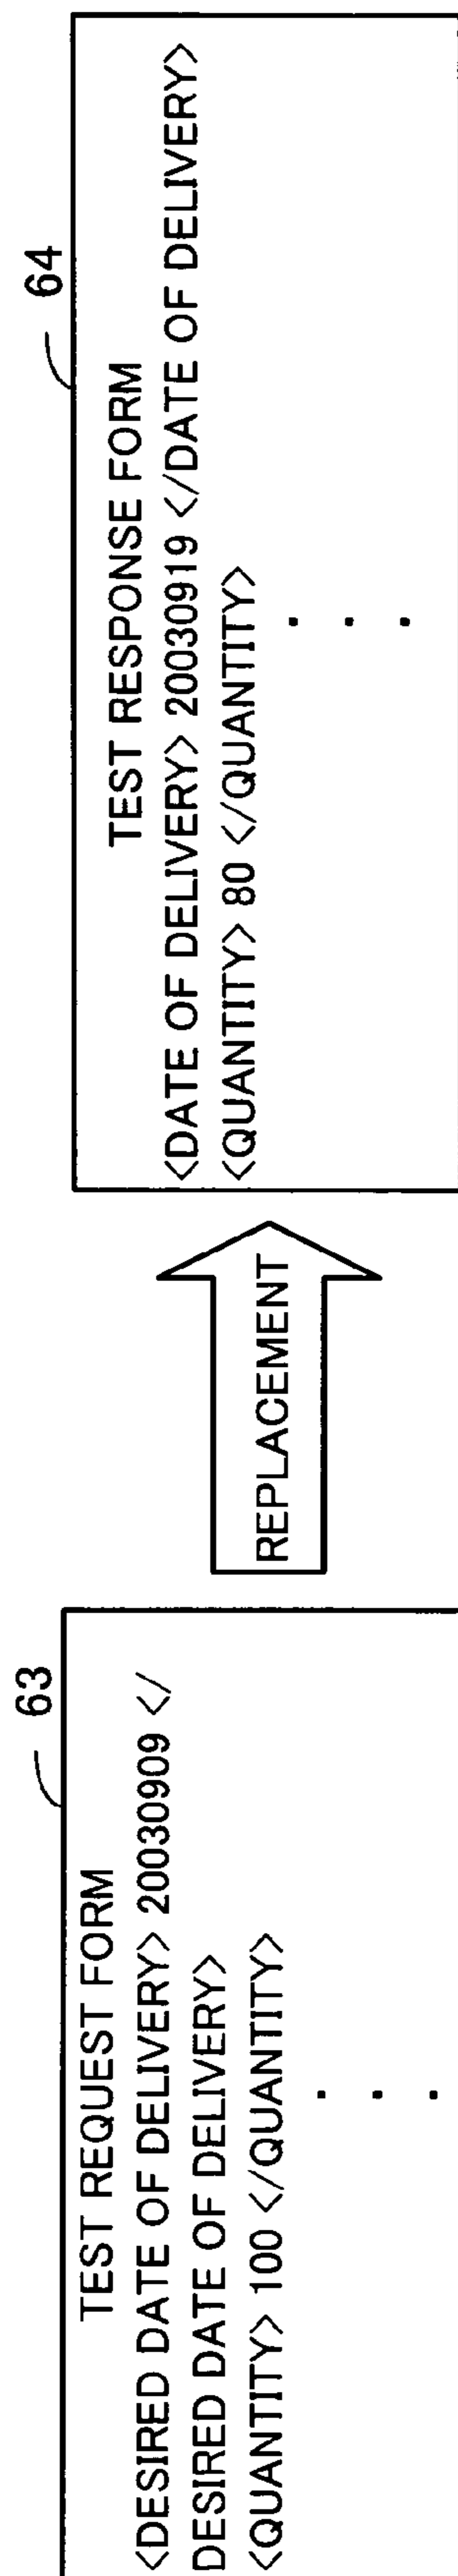 63
TEST REQUEST FORM
<DESIRED DATE OF DELIVERY> 20030909 </
DESIRED DATE OF DELIVERY>
<QUANTITY> 100 </QUANTITY>
.
.
.
REPLACEMENT
64
TEST RESPONSE FORM
<DATE OF DELIVERY> 20030919 </DATE OF DELIVERY>
<QUANTITY> 80 </QUANTITY>
.
.
.